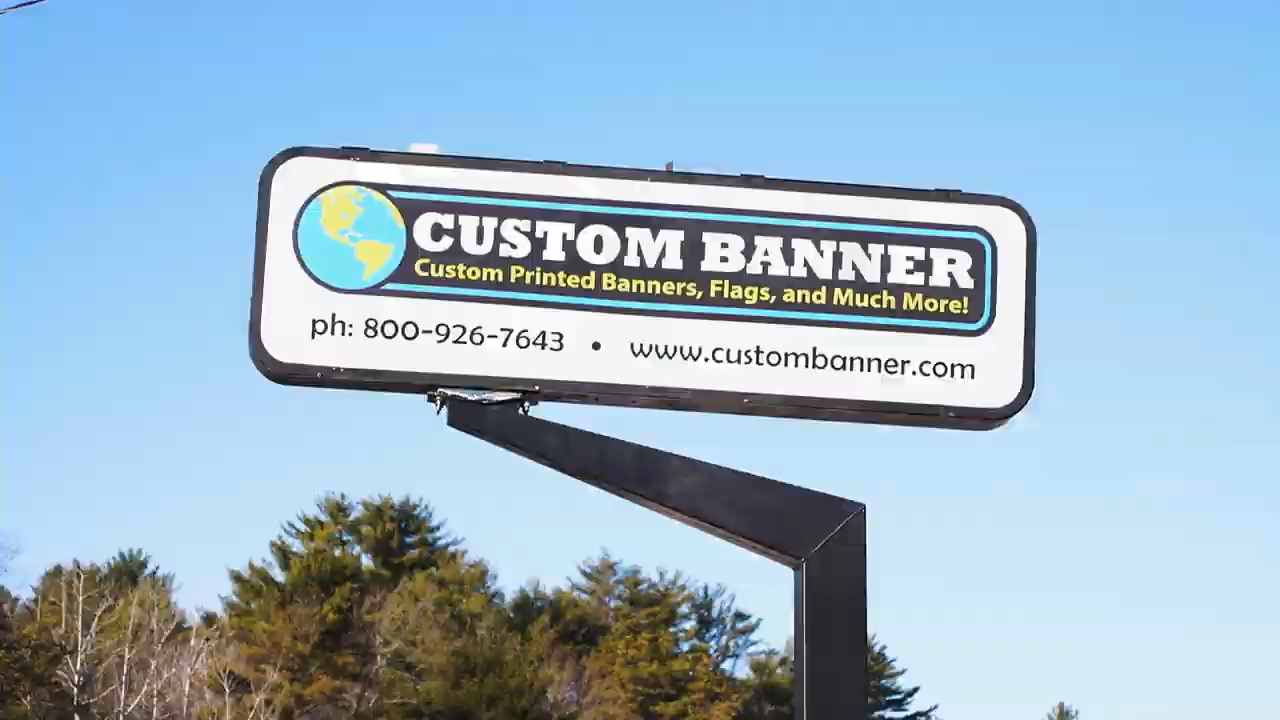 CUSTOM BANNER
Custom Printed Banners, Flags, and Much More!
ph: 800-926-7643 • www.custombanner.com